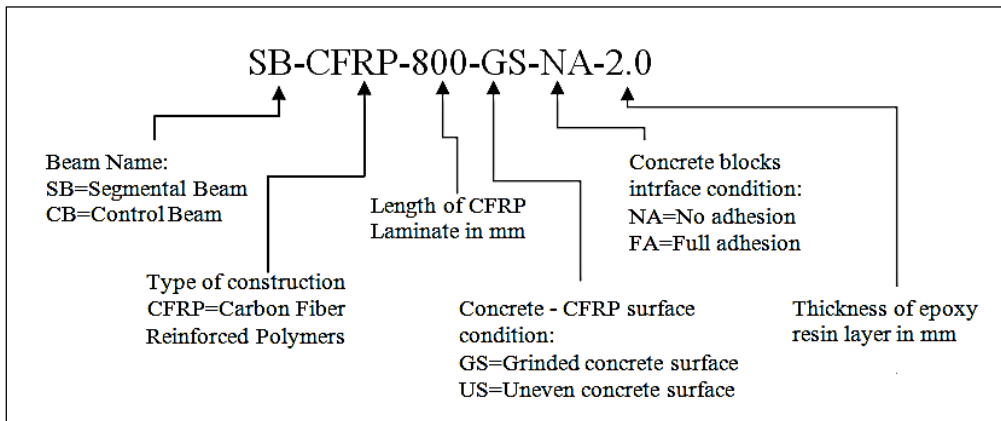 SB-CFRP-800-GS-NA-2.0
Beam Name:
SB=Segmental Beam
CB=Control Beam
Type of construction
CFRP=Carbon Fiber
Reinforced Polymers
Length of CFRP
Laminate in mm
Concrete - CFRP surface
condition:
GS=Grinded concrete surface
US=Uneven concrete surface
Concrete blocks
intrface condition:
NA=No adhesion
FA=Full adhesion
Thickness of epoxy
resin layer in mm